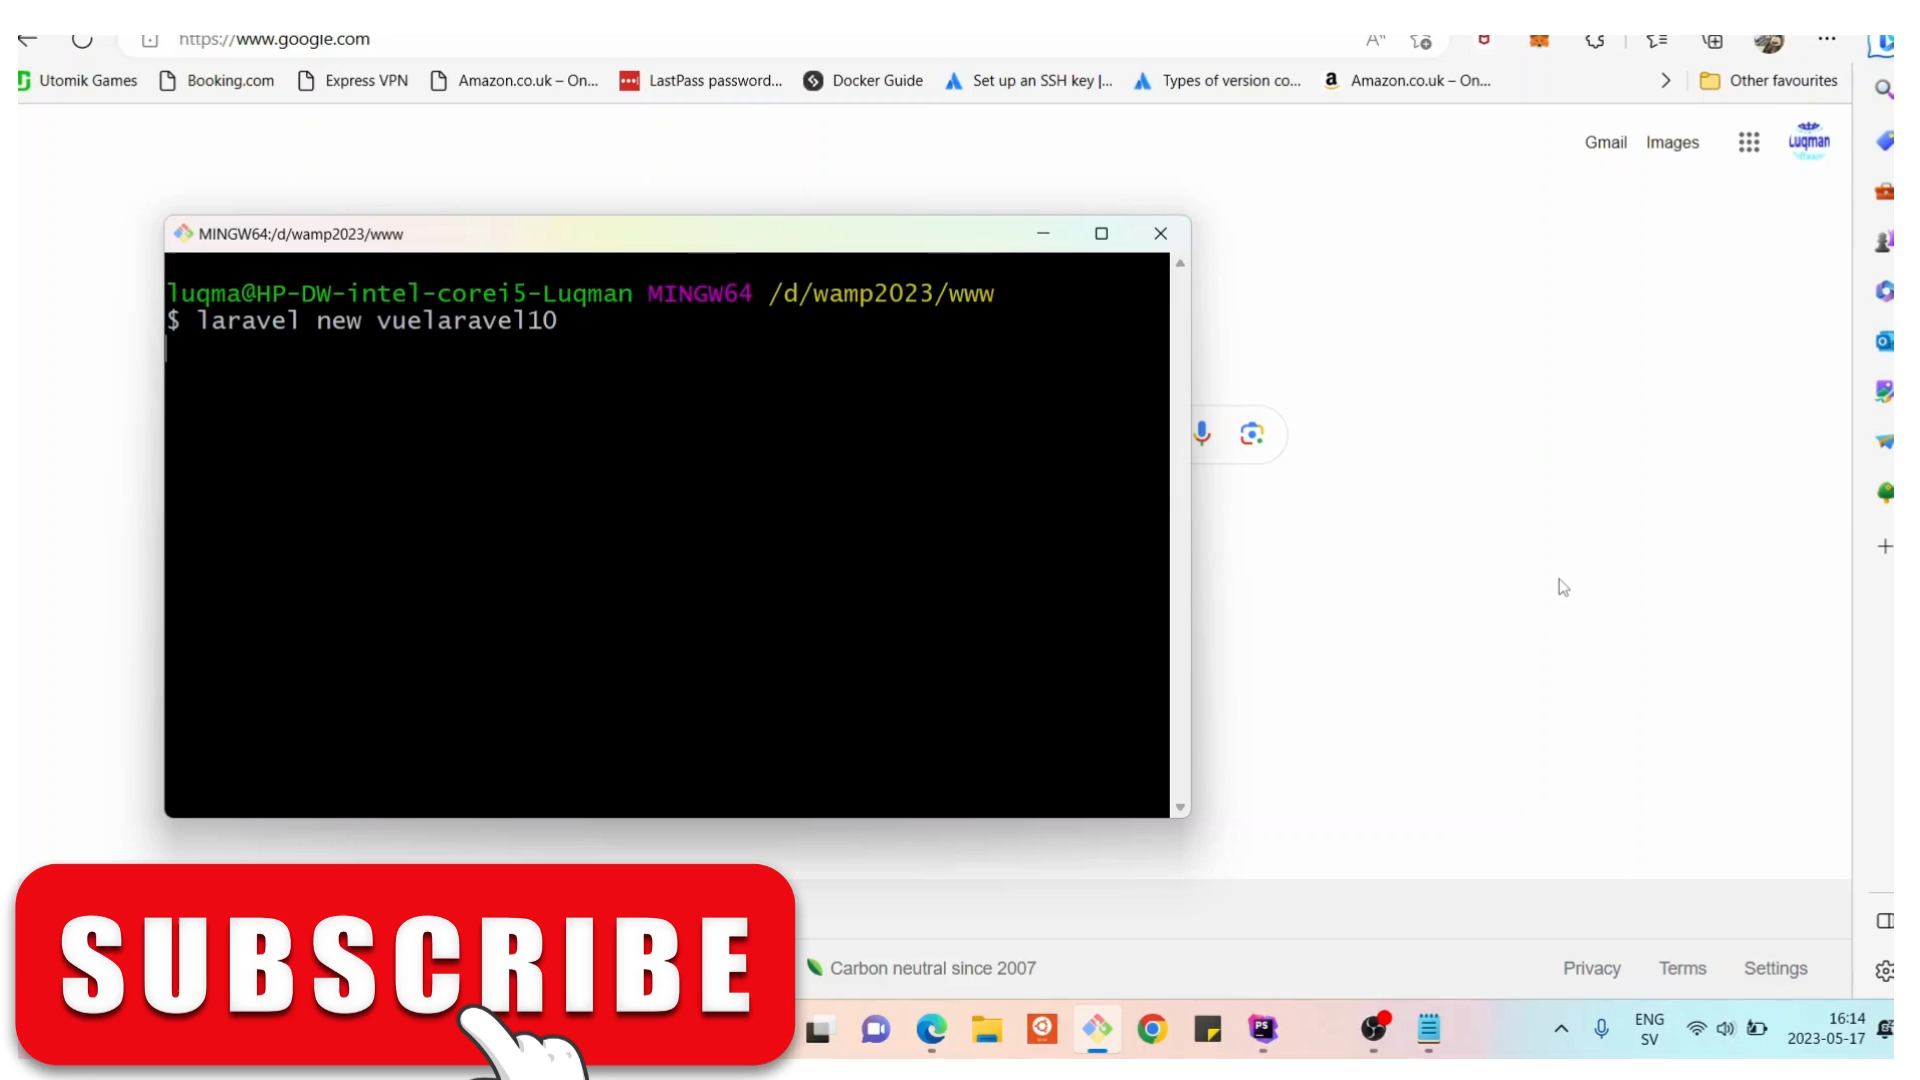 https://www.google.com
Utomik Games Booking.com Express VPN Amazon.co.uk – On... LastPass password... Docker Guide Set up an SSH key |... Types of version co... Amazon.co.uk – On... Other favourites
Gmail Images
Luqman
MINGW64:/d/wamp2023/www
luqma@HP-DW-intel-corei5-Luqman MINGW64 /d/wamp2023/www
$ laravel new vuelaravel10
SUBSCRIBE
Carbon neutral since 2007
Privacy Terms Settings
PS
ENG
SV
16:14
2023-05-17